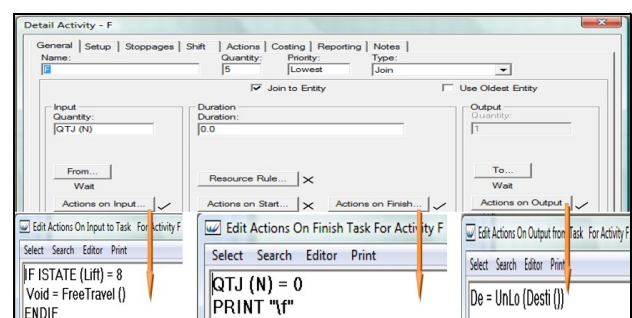 Detail Activity - F
General Setup Stoppages Shift Actions Costing Reporting Notes
Name: Quantity: Priority: Type:
F 5 Lowest Join
Join to Entity Use Oldest Entity
Input Duration Output
Quantity: Duration: Quantity:
QTJ (N) 0.0 1
From... Resource Rule... To...
Wait Wait
Actions on Input... Actions on Start... Actions on Finish... Actions on Output
Edit Actions On Input to Task For Activity F
Select Search Editor Print
IF ISTATE (Lift) = 8
Void = FreeTravel ()
ENDIF
Edit Actions On Finish Task For Activity F
Select Search Editor Print
QTJ (N) = 0
PRINT "\f"
Edit Actions On Output from Task For Activity F
Select Search Editor Print
De = UnLo (Desti ())